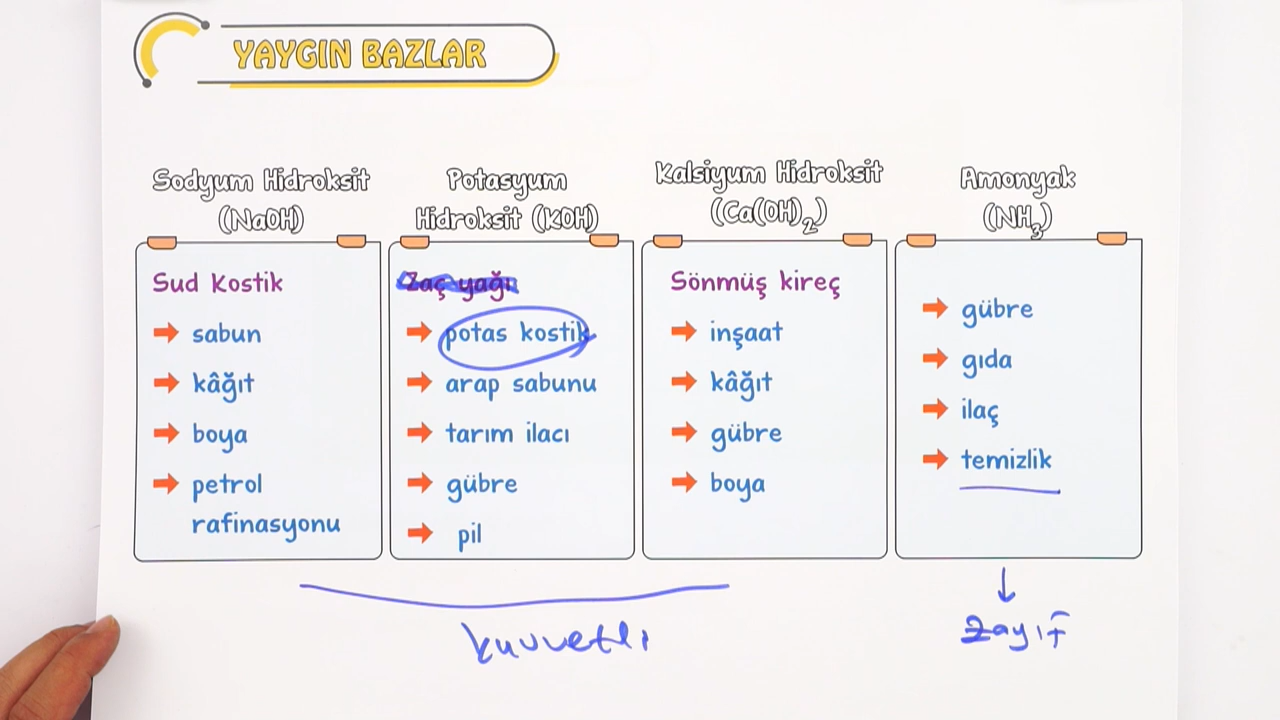 YAYGIN BAZLAR
Sodyum Hidroksit
(NaOH)
Sud Kostik
sabun
kâğıt
boya
petrol
rafinasyonu
Potasyum
Hidroksit (KOH)
Zaç yağı
potas kostik
arap sabunu
tarım ilacı
gübre
pil
Kalsiyum Hidroksit
(Ca(OH)₂)
Sönmüş kireç
inşaat
kâğıt
gübre
boya
Amonyak
(NH₃)
gübre
gıda
ilaç
temizlik
kuvvetli
zayıf